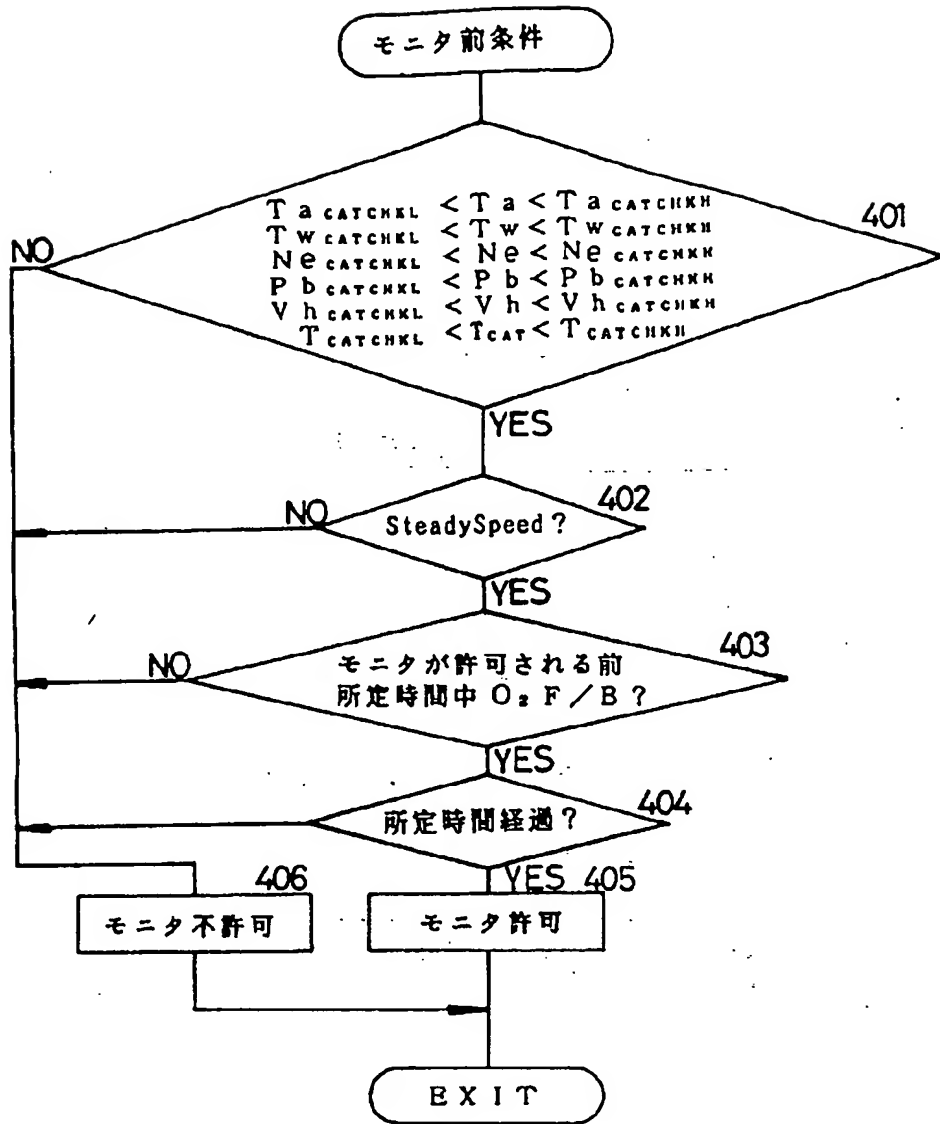 モニタ前条件
Ta CATCHKL < Ta < Ta CATCHKH
401
Tw CATCHKL < Tw < Tw CATCHKH
NO
Ne CATCHKL < Ne < Ne CATCHKH
Pb CATCHKL < Pb < Pb CATCHKH
Vh CATCHKL < Vh < Vh CATCHKH
T CATCHKL < TCAT < T CATCHKH
YES
402
NO
SteadySpeed?
YES
403
NO
モニタが許可される前
所定時間中 O₂ F/B?
YES
404
所定時間経過?
YES
406
405
モニタ不許可
モニタ許可
EXIT